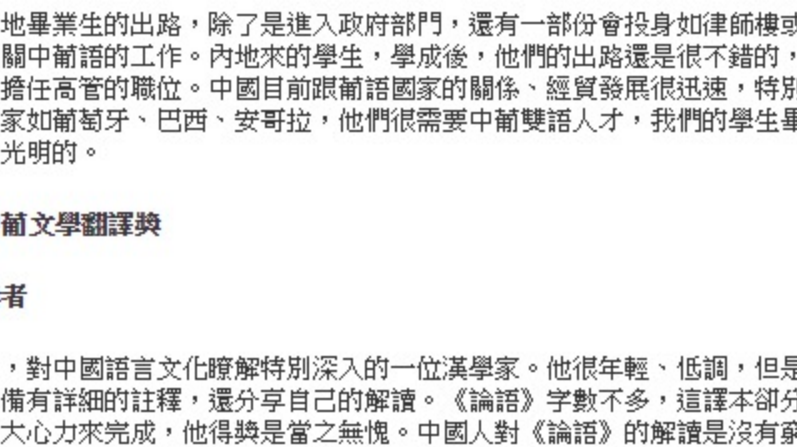 地畢業生的出路，除了是進入政府部門，還有一部份會投身如律師樓或
關中葡語的工作。內地來的學生，學成後，他們的出路還是很不錯的，
擔任高管的職位。中國目前跟葡語國家的關係、經貿發展很迅速，特別
家如葡萄牙、巴西、安哥拉，他們很需要中葡雙語人才，我們的學生畢
光明的。
葡文學翻譯獎
者
，對中國語言文化瞭解特別深入的一位漢學家。他很年輕、低調，但是
備有詳細的註釋，還分享自己的解讀。《論語》字數不多，這譯本卻分
大心力來完成，他得獎是當之無愧。中國人對《論語》的解讀是沒有窮